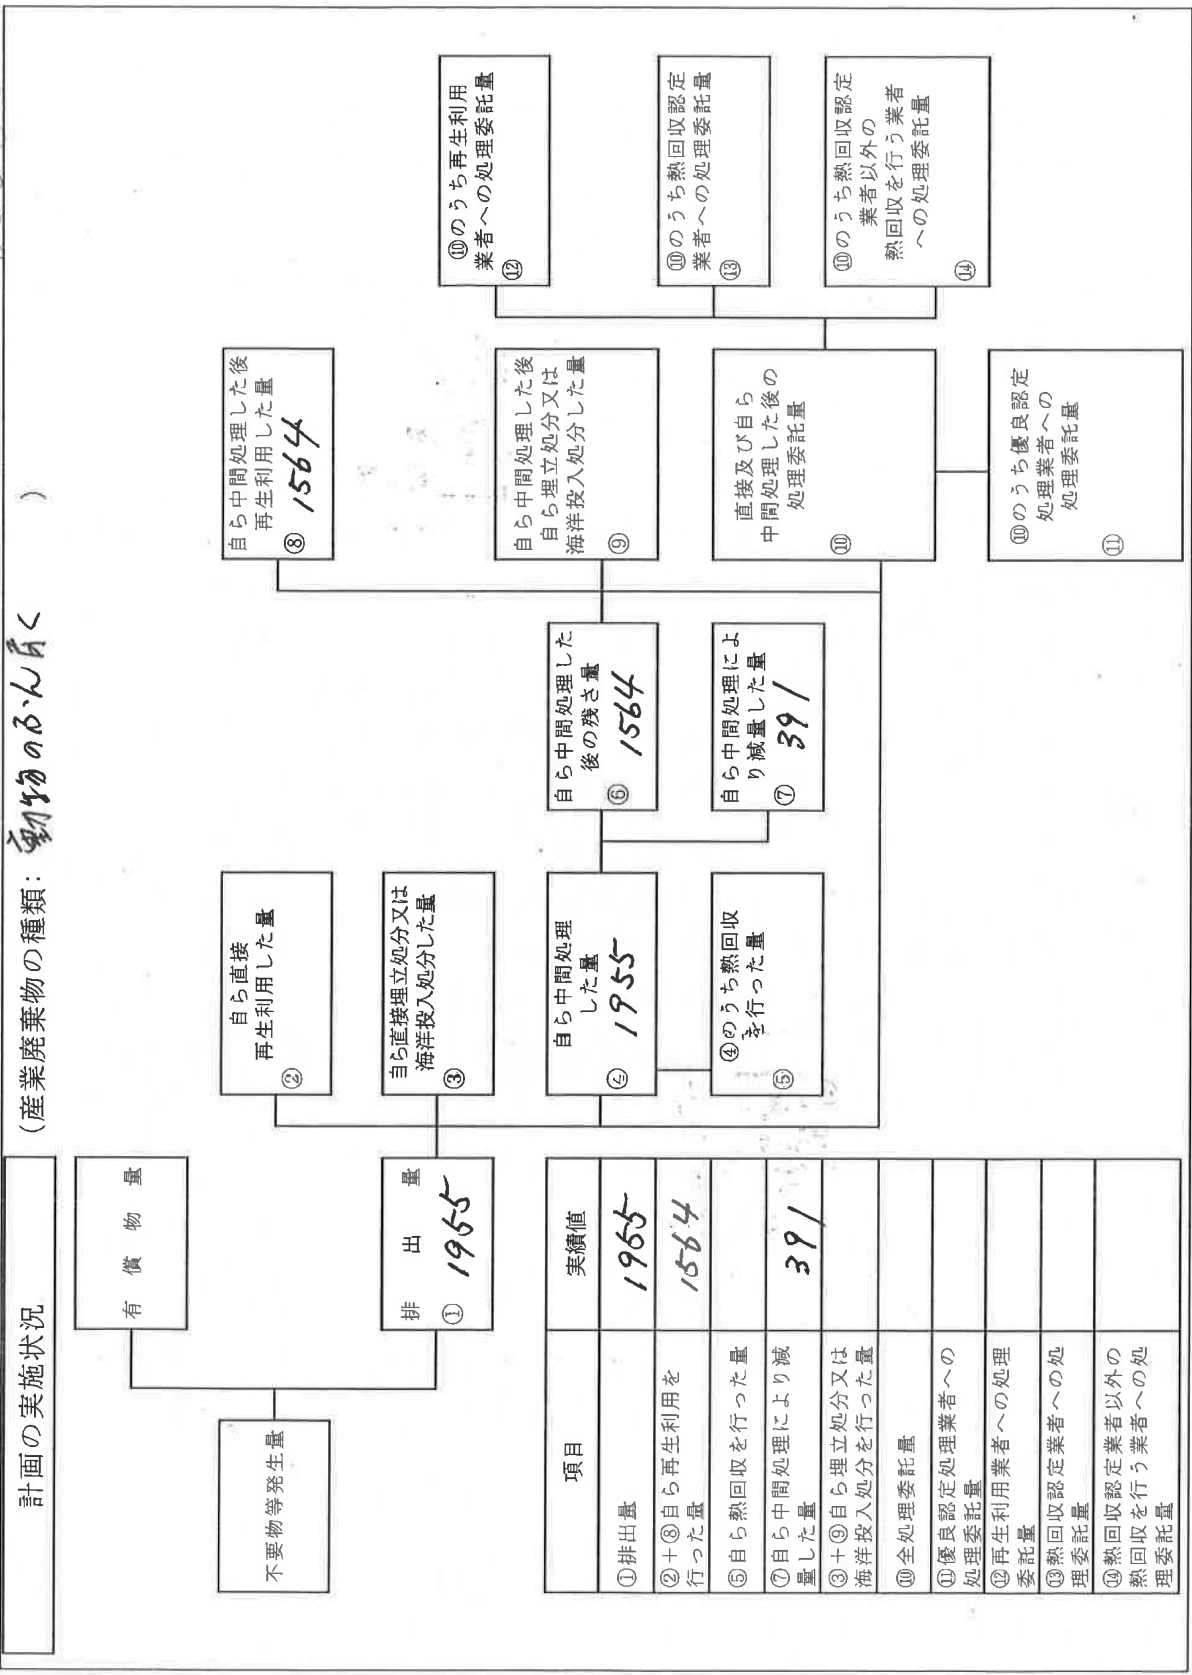 計画の実施状況
(産業廃棄物の種類: 動物のふん尿 )
不要物等発生量
有償物量
排出量
① 1955
自ら直接
再生利用した量
②
自ら直接埋立処分又は
海洋投入処分した量
③
自ら中間処理
した量
④ 1955
④のうち熱回収
を行った量
⑤
自ら中間処理した
後の残さ量
⑥ 1564
自ら中間処理によ
り減量した量
⑦ 391
自ら中間処理した後
再生利用した量
⑧ 1564
自ら中間処理した後
自ら埋立処分又は
海洋投入処分した量
⑨
直接及び自ら
中間処理した後の
処理委託量
⑩
⑩のうち優良認定
処理業者への
処理委託量
⑪
⑩のうち再生利用
業者への処理委託量
⑫
⑩のうち熱回収認定
業者への処理委託量
⑬
⑩のうち熱回収認定
業者以外の
熱回収を行う業者
への処理委託量
⑭
項目 実績値
①排出量 1955
②+⑧自ら再生利用を
行った量 1564
⑤自ら熱回収を行った量
⑦自ら中間処理により減
量した量 391
③+⑨自ら埋立処分又は
海洋投入処分を行った量
⑩全処理委託量
⑪優良認定処理業者への
処理委託量
⑫再生利用業者への処理
委託量
⑬熱回収認定業者への処
理委託量
⑭熱回収認定業者以外の
熱回収を行う業者への処
理委託量